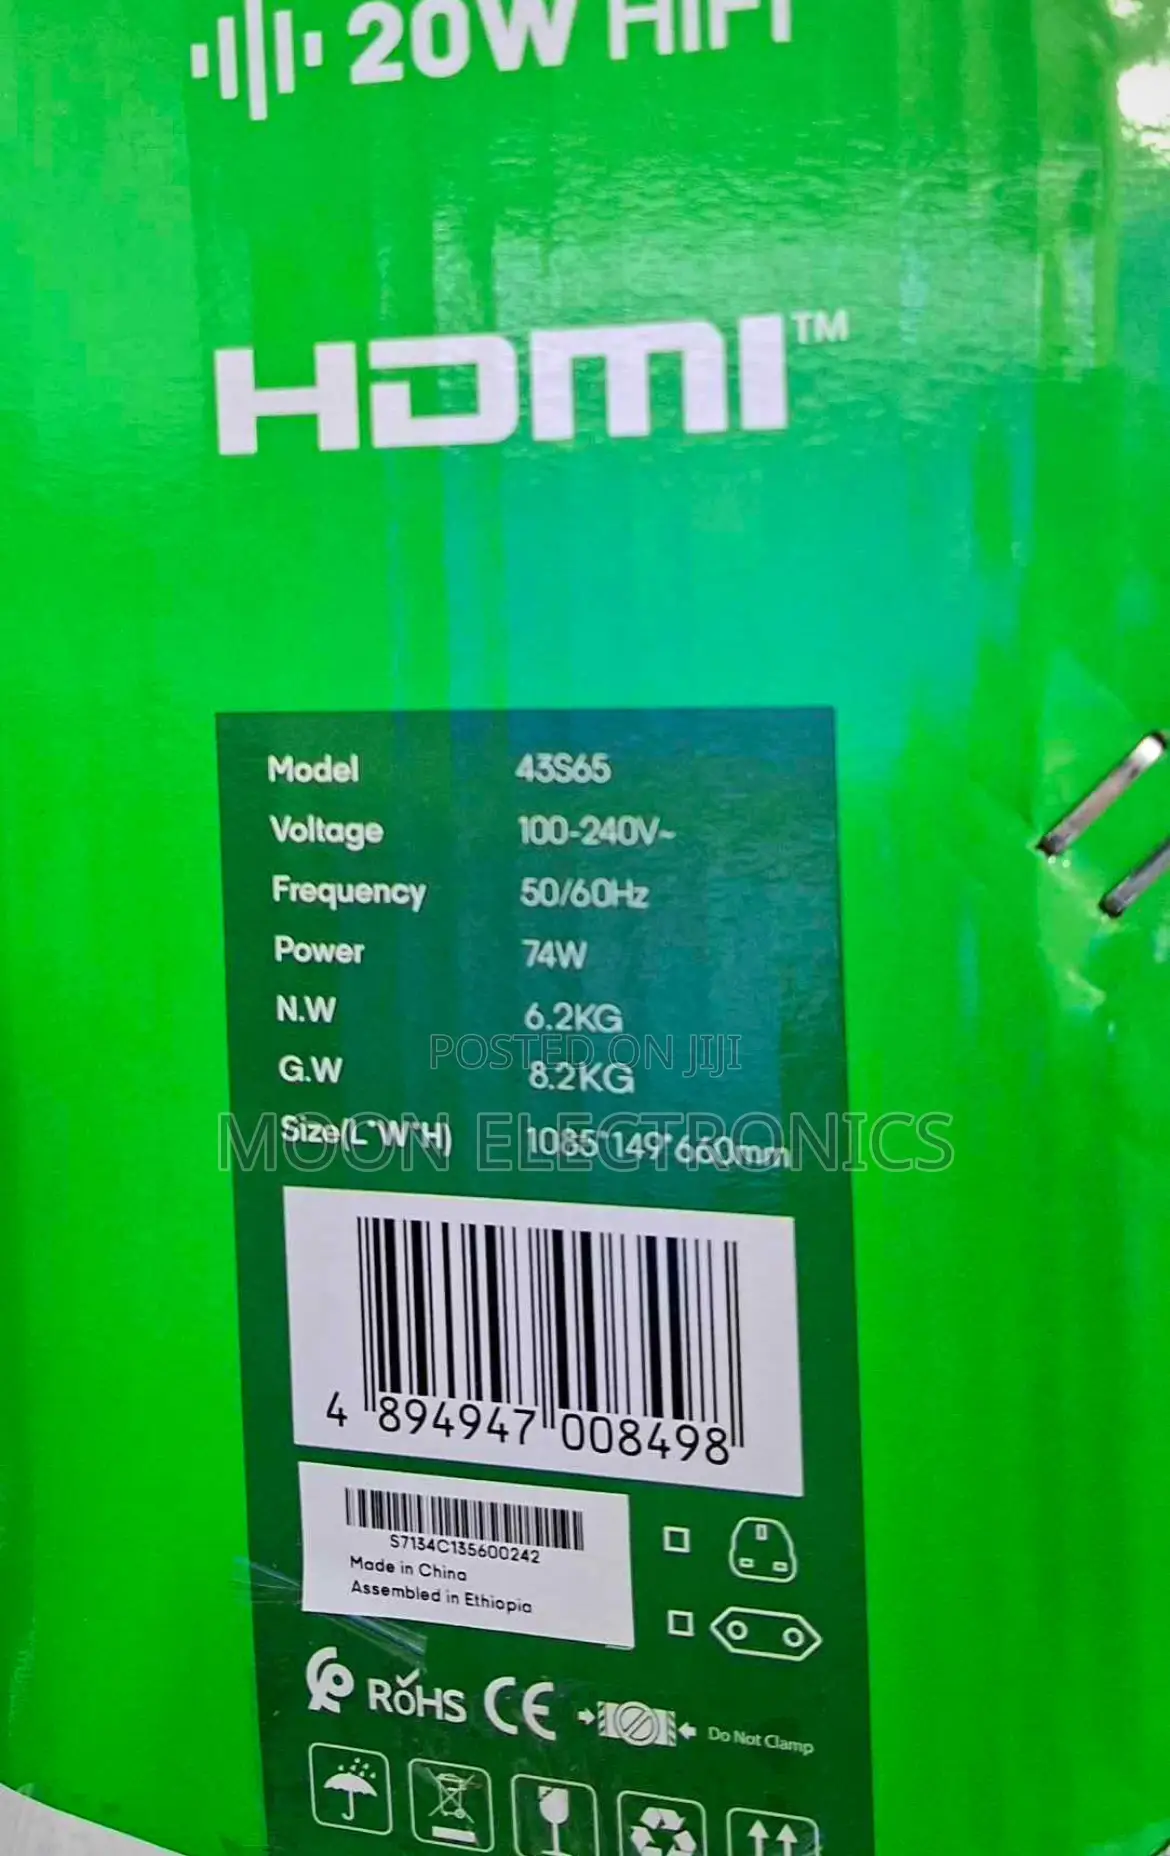 20W HiFi
HDMI™
Model 43S65
Voltage 100-240V~
Frequency 50/60Hz
Power 74W
N.W 6.2KG
POSTED ON JIJI
G.W 8.2KG
MOON ELECTRONICS
Size(L*W*H) 1085*149*660mm
4 894947 008498
S7134C135600242
Made in China
Assembled in Ethiopia
RoHS CE Do Not Clamp